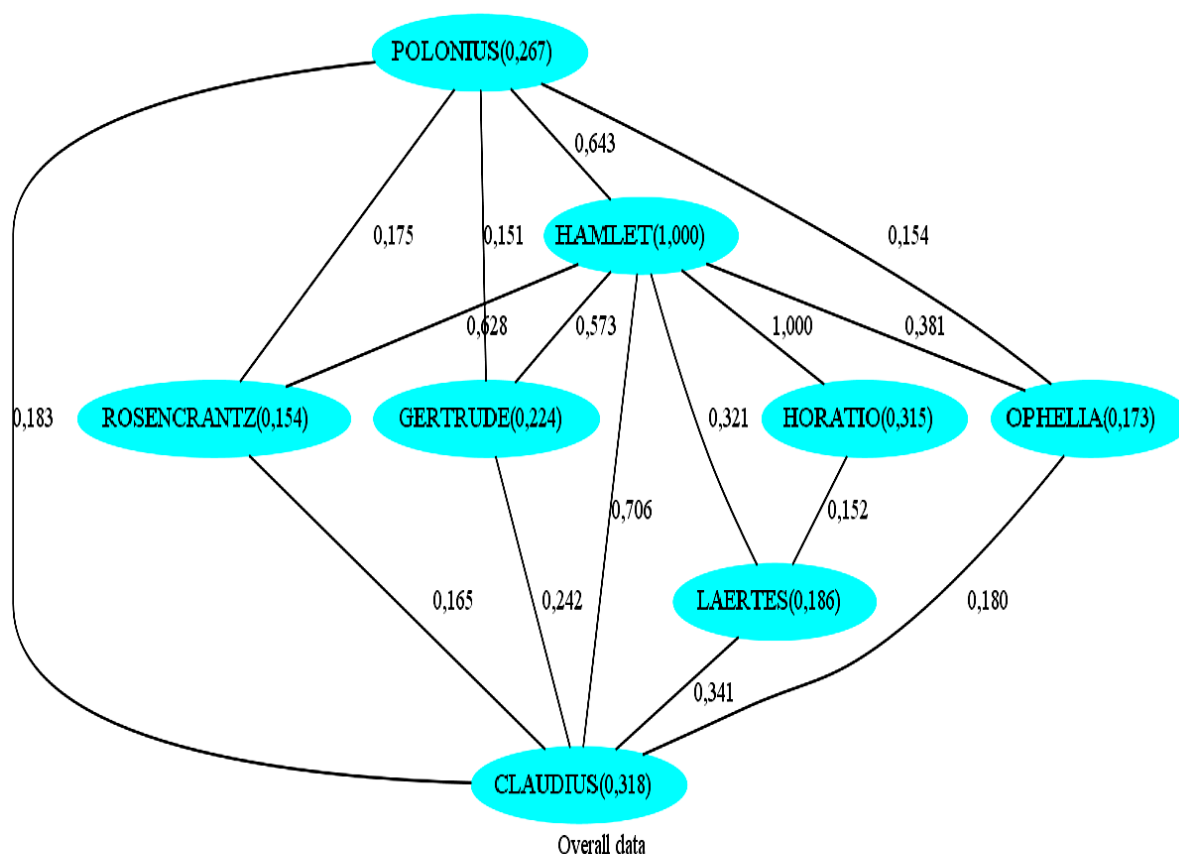 POLONIUS(0,267)
0,643
0,175
0,151
HAMLET(1,000)
0,154
0,628
0,573
1,000
0,381
0,183
ROSENCRANTZ(0,154)
GERTRUDE(0,224)
0,321
HORATIO(0,315)
OPHELIA(0,173)
0,706
0,152
0,165
0,242
LAERTES(0,186)
0,180
0,341
CLAUDIUS(0,318)
Overall data